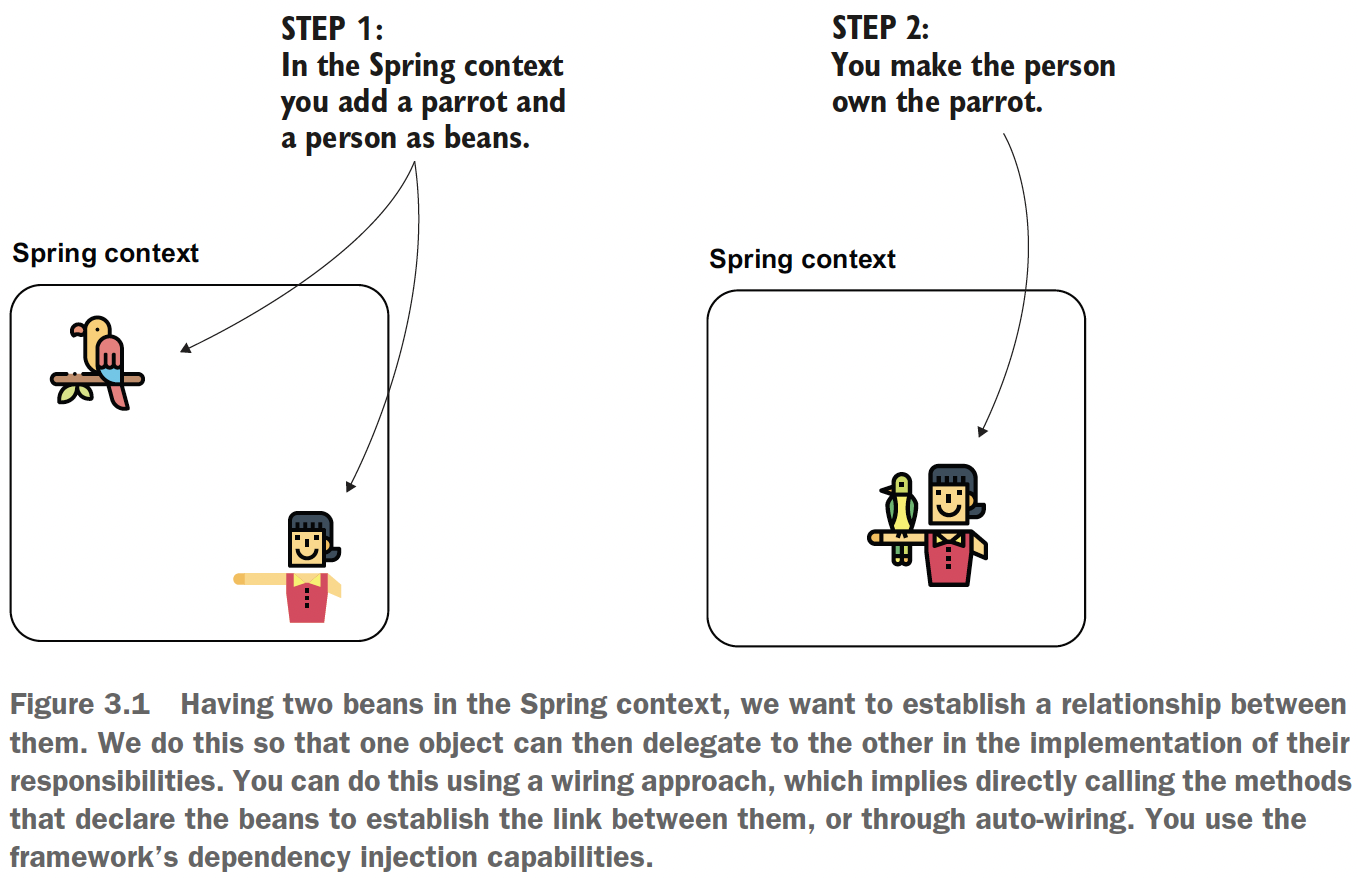 STEP 1:
In the Spring context
you add a parrot and
a person as beans.
STEP 2:
You make the person
own the parrot.
Spring context
Spring context
Figure 3.1 Having two beans in the Spring context, we want to establish a relationship between
them. We do this so that one object can then delegate to the other in the implementation of their
responsibilities. You can do this using a wiring approach, which implies directly calling the methods
that declare the beans to establish the link between them, or through auto-wiring. You use the
framework’s dependency injection capabilities.